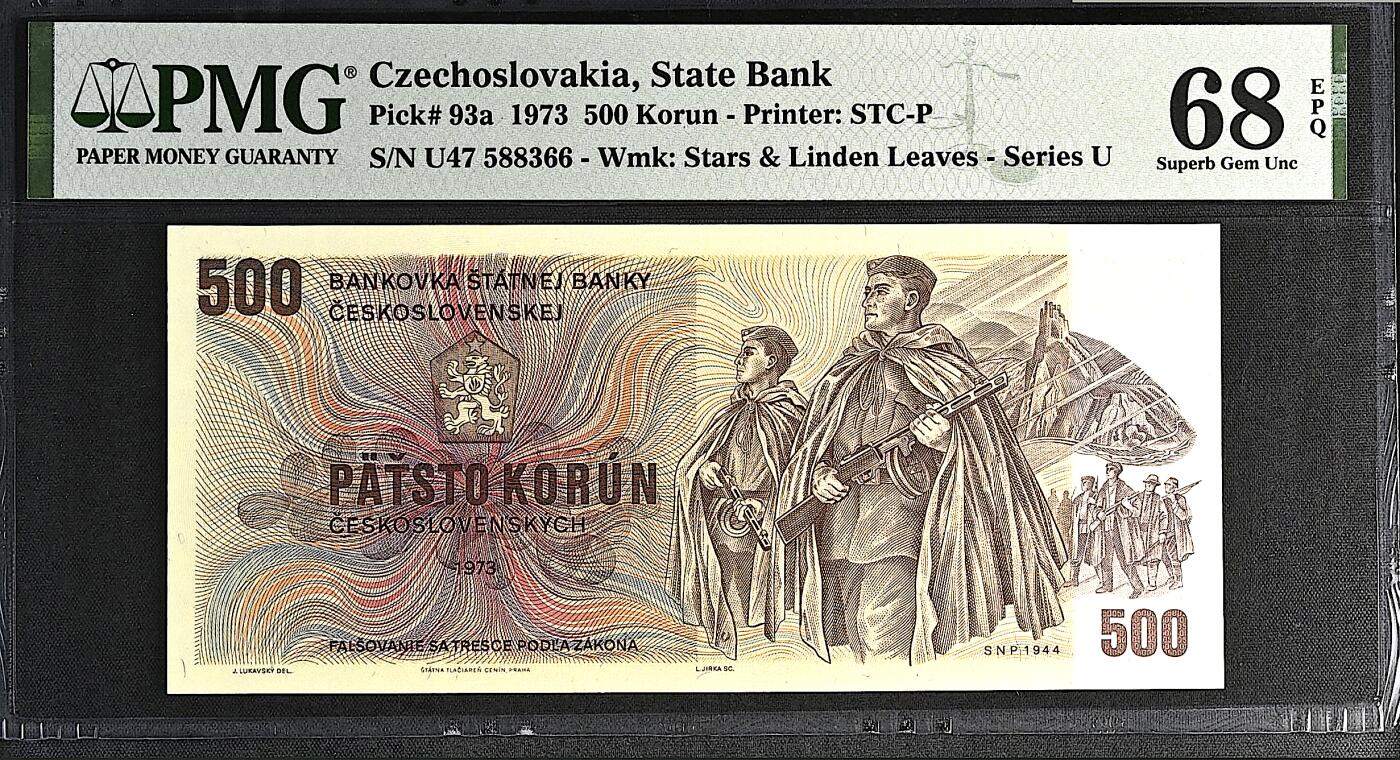 PMG®
PAPER MONEY GUARANTY
Czechoslovakia, State Bank
Pick# 93a 1973 500 Korun - Printer: STC-P
S/N U47 588366 - Wmk: Stars & Linden Leaves - Series U
68
EPQ
Superb Gem Unc
500
BANKOVKA ŠTÁTNEJ BANKY
ČESKOSLOVENSKEJ
PÄŤSTO KORÚN
ČESKOSLOVENSKÝCH
1973
FALŠOVANIE SA TRESCE PODĽA ZÁKONA
J. LUKAVSKÝ DEL.
ŠTÁTNA TLAČIAREŇ CENÍN, PRAHA
L. JIRKA SC.
SNP 1944
500